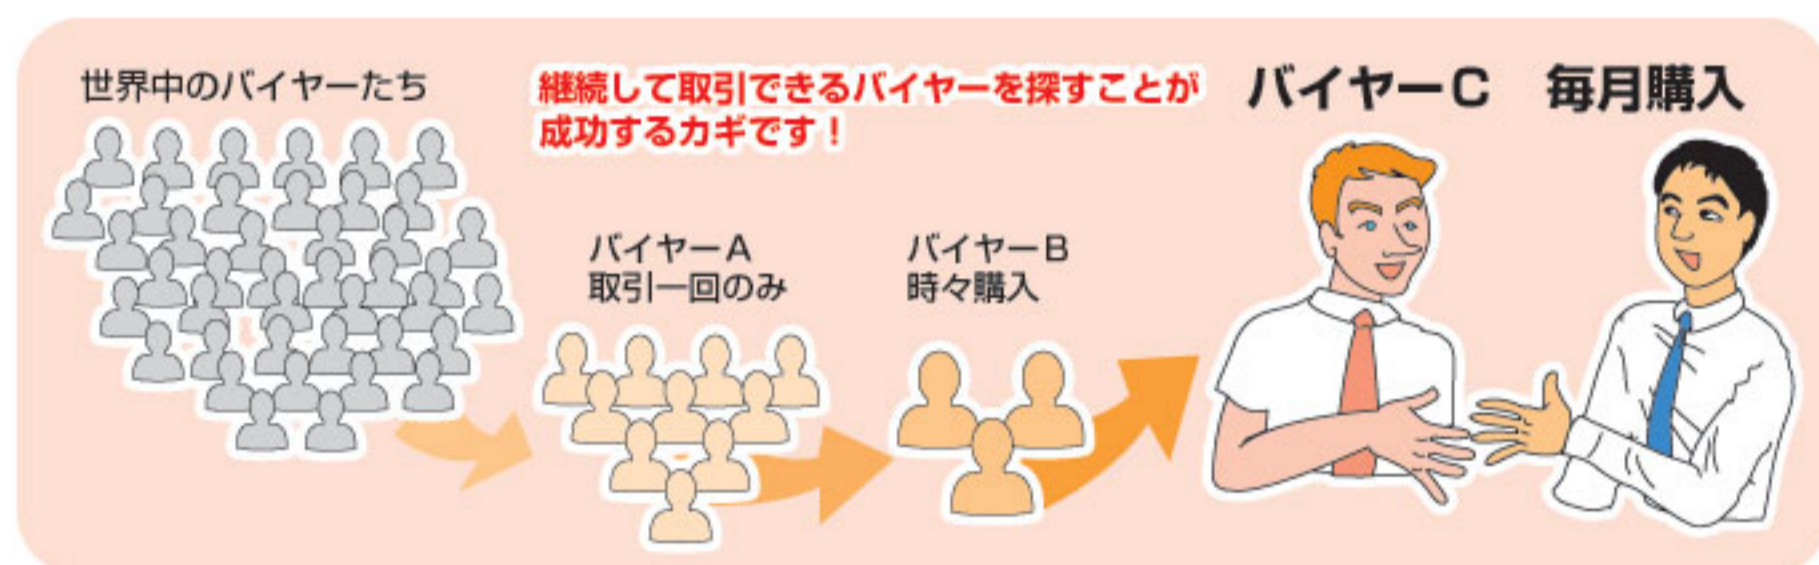 世界中のバイヤーたち
継続して取引できるバイヤーを探すことが
成功するカギです！
バイヤーC　毎月購入
バイヤーA
取引一回のみ
バイヤーB
時々購入